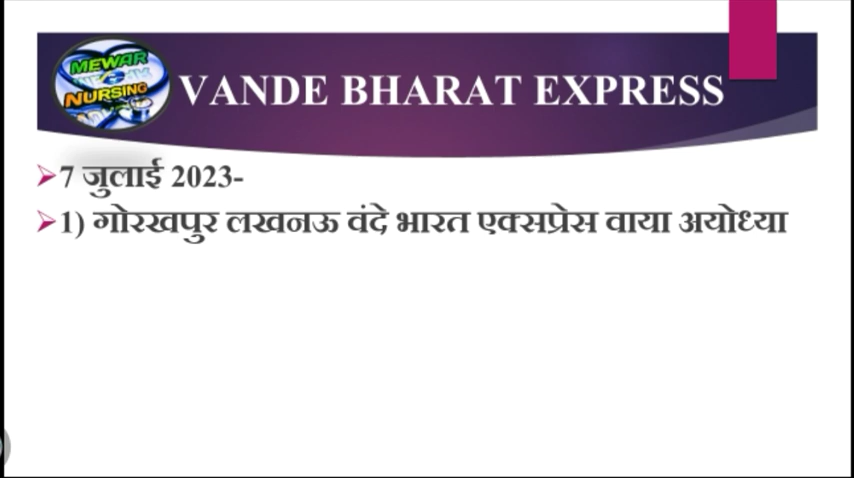 MEWAR
NURSING
VANDE BHARAT EXPRESS
7 जुलाई 2023-
1) गोरखपुर लखनऊ वंदे भारत एक्सप्रेस वाया अयोध्या